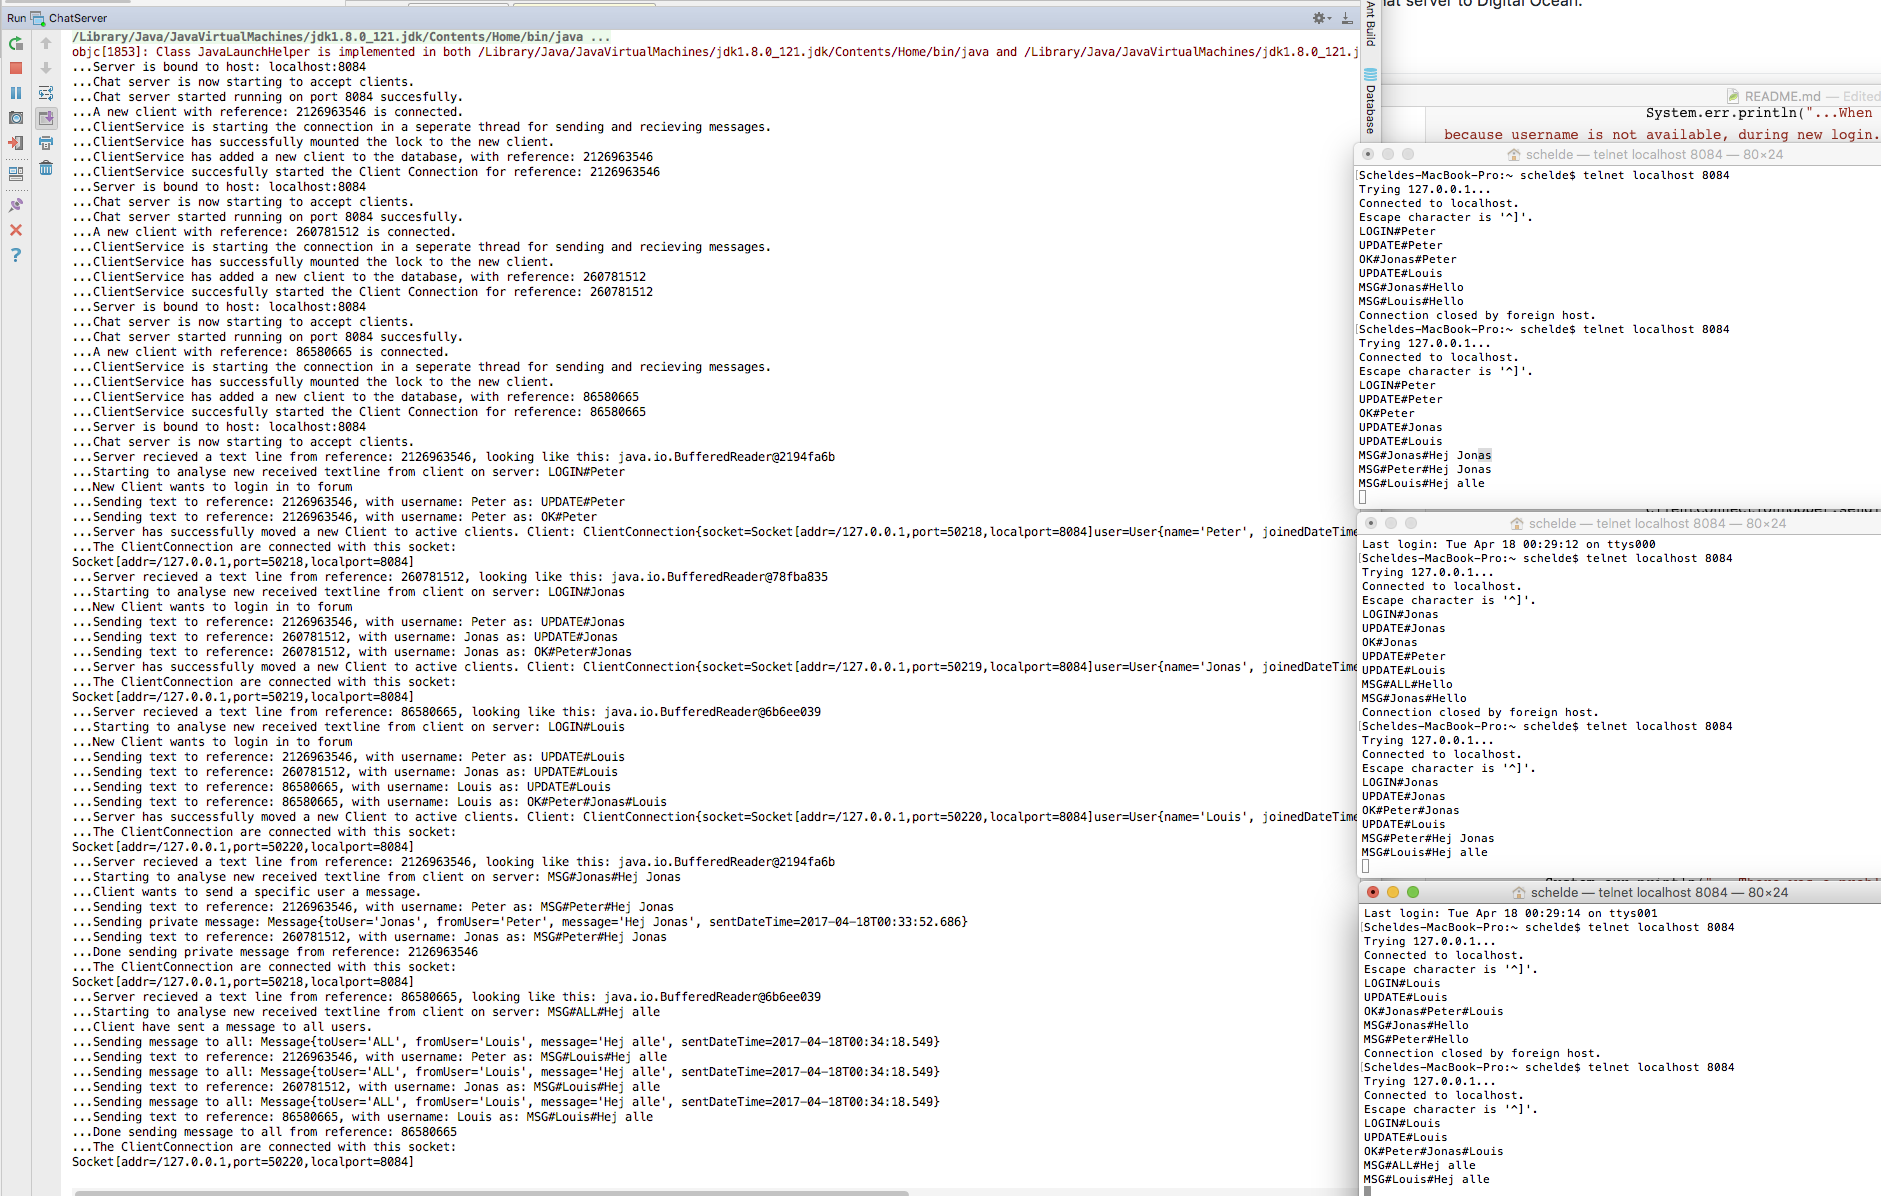 Run ChatServer
/Library/Java/JavaVirtualMachines/jdk1.8.0_121.jdk/Contents/Home/bin/java ...
objc[1853]: Class JavaLaunchHelper is implemented in both /Library/Java/JavaVirtualMachines/jdk1.8.0_121.jdk/Contents/Home/bin/java and /Library/Java/JavaVirtualMachines/jdk1.8.0_121.j
...Server is bound to host: localhost:8084
...Chat server is now starting to accept clients.
...Chat server started running on port 8084 succesfully.
...A new client with reference: 2126963546 is connected.
...ClientService is starting the connection in a seperate thread for sending and recieving messages.
...ClientService has successfully mounted the lock to the new client.
...ClientService has added a new client to the database, with reference: 2126963546
...ClientService succesfully started the Client Connection for reference: 2126963546
...Server is bound to host: localhost:8084
...Chat server is now starting to accept clients.
...Chat server started running on port 8084 succesfully.
...A new client with reference: 260781512 is connected.
...ClientService is starting the connection in a seperate thread for sending and recieving messages.
...ClientService has successfully mounted the lock to the new client.
...ClientService has added a new client to the database, with reference: 260781512
...ClientService succesfully started the Client Connection for reference: 260781512
...Server is bound to host: localhost:8084
...Chat server is now starting to accept clients.
...Chat server started running on port 8084 succesfully.
...A new client with reference: 86580665 is connected.
...ClientService is starting the connection in a seperate thread for sending and recieving messages.
...ClientService has successfully mounted the lock to the new client.
...ClientService has added a new client to the database, with reference: 86580665
...ClientService succesfully started the Client Connection for reference: 86580665
...Server is bound to host: localhost:8084
...Chat server is now starting to accept clients.
...Server recieved a text line from reference: 2126963546, looking like this: java.io.BufferedReader@2194fa6b
...Starting to analyse new received textline from client on server: LOGIN#Peter
...New Client wants to login in to forum
...Sending text to reference: 2126963546, with username: Peter as: UPDATE#Peter
...Sending text to reference: 2126963546, with username: Peter as: OK#Peter
...Server has successfully moved a new Client to active clients. Client: ClientConnection{socket=Socket[addr=/127.0.0.1,port=50218,localport=8084]user=User{name='Peter', joinedDateTime
...The ClientConnection are connected with this socket:
Socket[addr=/127.0.0.1,port=50218,localport=8084]
...Server recieved a text line from reference: 260781512, looking like this: java.io.BufferedReader@78fba835
...Starting to analyse new received textline from client on server: LOGIN#Jonas
...New Client wants to login in to forum
...Sending text to reference: 2126963546, with username: Peter as: UPDATE#Jonas
...Sending text to reference: 260781512, with username: Jonas as: UPDATE#Jonas
...Sending text to reference: 260781512, with username: Jonas as: OK#Peter#Jonas
...Server has successfully moved a new Client to active clients. Client: ClientConnection{socket=Socket[addr=/127.0.0.1,port=50219,localport=8084]user=User{name='Jonas', joinedDateTime
...The ClientConnection are connected with this socket:
Socket[addr=/127.0.0.1,port=50219,localport=8084]
...Server recieved a text line from reference: 86580665, looking like this: java.io.BufferedReader@6b6ee039
...Starting to analyse new received textline from client on server: LOGIN#Louis
...New Client wants to login in to forum
...Sending text to reference: 2126963546, with username: Peter as: UPDATE#Louis
...Sending text to reference: 260781512, with username: Jonas as: UPDATE#Louis
...Sending text to reference: 86580665, with username: Louis as: UPDATE#Louis
...Sending text to reference: 86580665, with username: Louis as: OK#Peter#Jonas#Louis
...Server has successfully moved a new Client to active clients. Client: ClientConnection{socket=Socket[addr=/127.0.0.1,port=50220,localport=8084]user=User{name='Louis', joinedDateTime
...The ClientConnection are connected with this socket:
Socket[addr=/127.0.0.1,port=50220,localport=8084]
...Server recieved a text line from reference: 2126963546, looking like this: java.io.BufferedReader@2194fa6b
...Starting to analyse new received textline from client on server: MSG#Jonas#Hej Jonas
...Client wants to send a specific user a message.
...Sending text to reference: 2126963546, with username: Peter as: MSG#Peter#Hej Jonas
...Sending private message: Message{toUser='Jonas', fromUser='Peter', message='Hej Jonas', sentDateTime=2017-04-18T00:33:52.686}
...Sending text to reference: 260781512, with username: Jonas as: MSG#Peter#Hej Jonas
...Done sending private message from reference: 2126963546
...The ClientConnection are connected with this socket:
Socket[addr=/127.0.0.1,port=50218,localport=8084]
...Server recieved a text line from reference: 86580665, looking like this: java.io.BufferedReader@6b6ee039
...Starting to analyse new received textline from client on server: MSG#ALL#Hej alle
...Client have sent a message to all users.
...Sending message to all: Message{toUser='ALL', fromUser='Louis', message='Hej alle', sentDateTime=2017-04-18T00:34:18.549}
...Sending text to reference: 2126963546, with username: Peter as: MSG#Louis#Hej alle
...Sending message to all: Message{toUser='ALL', fromUser='Louis', message='Hej alle', sentDateTime=2017-04-18T00:34:18.549}
...Sending text to reference: 260781512, with username: Jonas as: MSG#Louis#Hej alle
...Sending message to all: Message{toUser='ALL', fromUser='Louis', message='Hej alle', sentDateTime=2017-04-18T00:34:18.549}
...Sending text to reference: 86580665, with username: Louis as: MSG#Louis#Hej alle
...Done sending message to all from reference: 86580665
...The ClientConnection are connected with this socket:
Socket[addr=/127.0.0.1,port=50220,localport=8084]
Ant Build
Database
at server to Digital Ocean.
README.md — Edited
System.err.println("...When
because username is not available, during new login.
schelde — telnet localhost 8084 — 80×24
Scheldes-MacBook-Pro:~ schelde$ telnet localhost 8084
Trying 127.0.0.1...
Connected to localhost.
Escape character is '^]'.
LOGIN#Peter
UPDATE#Peter
OK#Jonas#Peter
UPDATE#Louis
MSG#Jonas#Hello
MSG#Louis#Hello
Connection closed by foreign host.
Scheldes-MacBook-Pro:~ schelde$ telnet localhost 8084
Trying 127.0.0.1...
Connected to localhost.
Escape character is '^]'.
LOGIN#Peter
UPDATE#Peter
OK#Peter
UPDATE#Jonas
UPDATE#Louis
MSG#Jonas#Hej Jonas
MSG#Peter#Hej Jonas
MSG#Louis#Hej alle
schelde — telnet localhost 8084 — 80×24
Last login: Tue Apr 18 00:29:12 on ttys000
Scheldes-MacBook-Pro:~ schelde$ telnet localhost 8084
Trying 127.0.0.1...
Connected to localhost.
Escape character is '^]'.
LOGIN#Jonas
UPDATE#Jonas
OK#Jonas
UPDATE#Peter
UPDATE#Louis
MSG#ALL#Hello
MSG#Jonas#Hello
Connection closed by foreign host.
Scheldes-MacBook-Pro:~ schelde$ telnet localhost 8084
Trying 127.0.0.1...
Connected to localhost.
Escape character is '^]'.
LOGIN#Jonas
UPDATE#Jonas
OK#Peter#Jonas
UPDATE#Louis
MSG#Peter#Hej Jonas
MSG#Louis#Hej alle
schelde — telnet localhost 8084 — 80×24
Last login: Tue Apr 18 00:29:14 on ttys001
Scheldes-MacBook-Pro:~ schelde$ telnet localhost 8084
Trying 127.0.0.1...
Connected to localhost.
Escape character is '^]'.
LOGIN#Louis
UPDATE#Louis
OK#Jonas#Peter#Louis
MSG#Jonas#Hello
MSG#Peter#Hello
Connection closed by foreign host.
Scheldes-MacBook-Pro:~ schelde$ telnet localhost 8084
Trying 127.0.0.1...
Connected to localhost.
Escape character is '^]'.
LOGIN#Louis
UPDATE#Louis
OK#Peter#Jonas#Louis
MSG#ALL#Hej alle
MSG#Louis#Hej alle